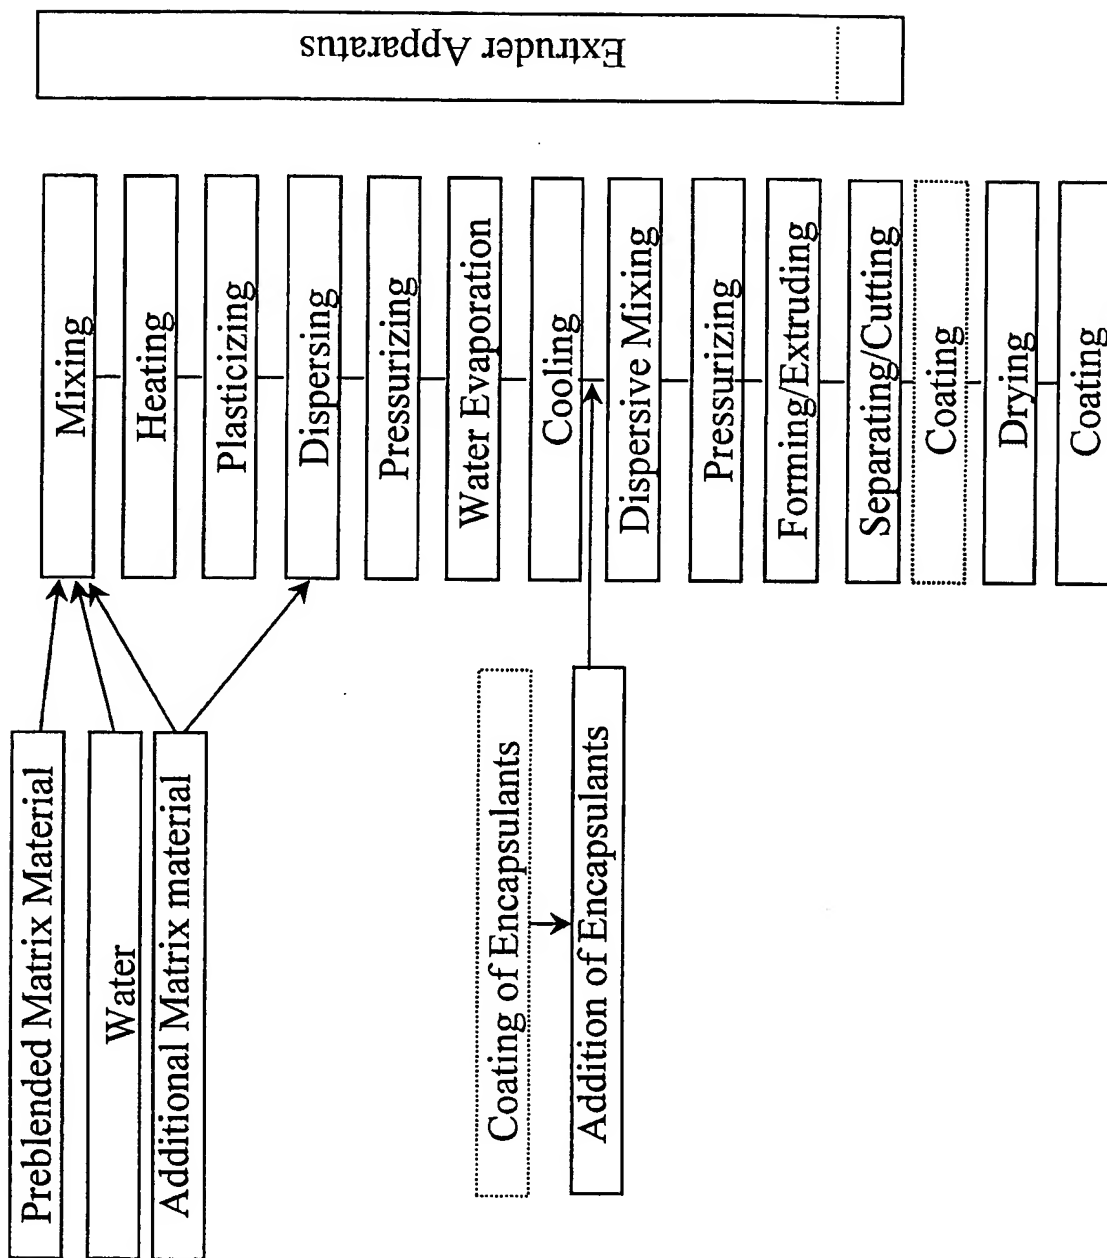 Preblended Matrix Material
Water
Additional Matrix material
Coating of Encapsulants
Addition of Encapsulants
Mixing
Heating
Plasticizing
Dispersing
Pressurizing
Water Evaporation
Cooling
Dispersive Mixing
Pressurizing
Forming/Extruding
Separating/Cutting
Coating
Drying
Coating
Extruder Apparatus